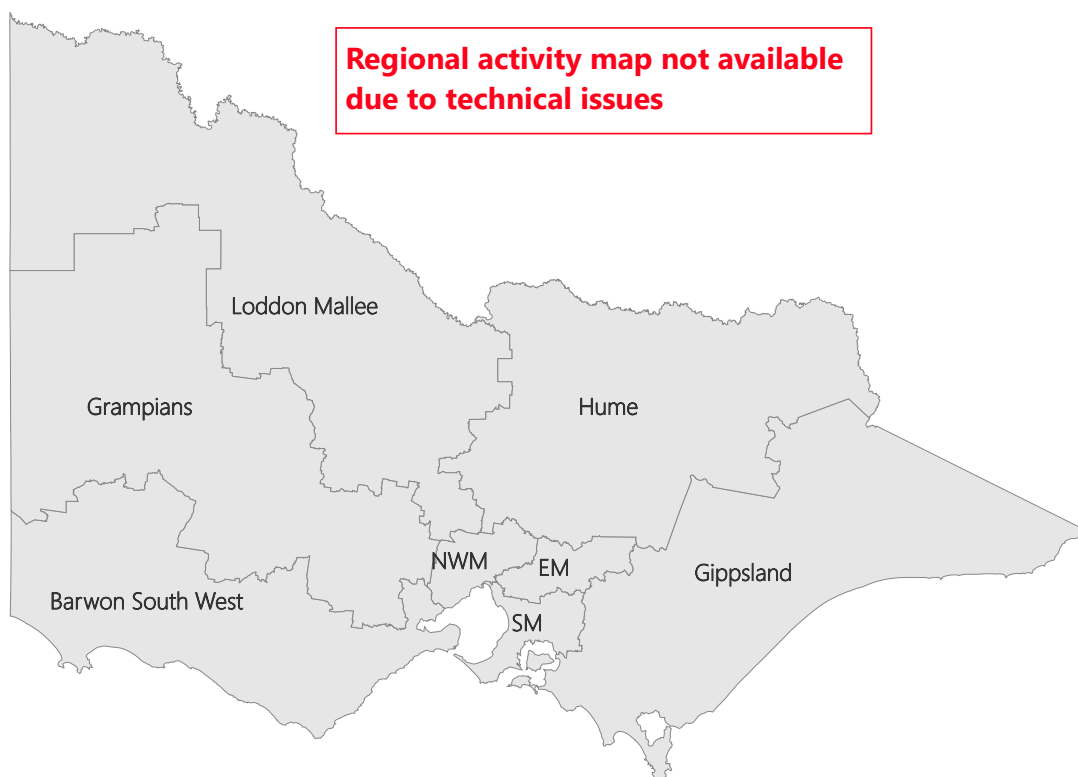 Regional activity map not available
due to technical issues
Loddon Mallee
Grampians
Hume
NWM
EM
Gippsland
Barwon South West
SM